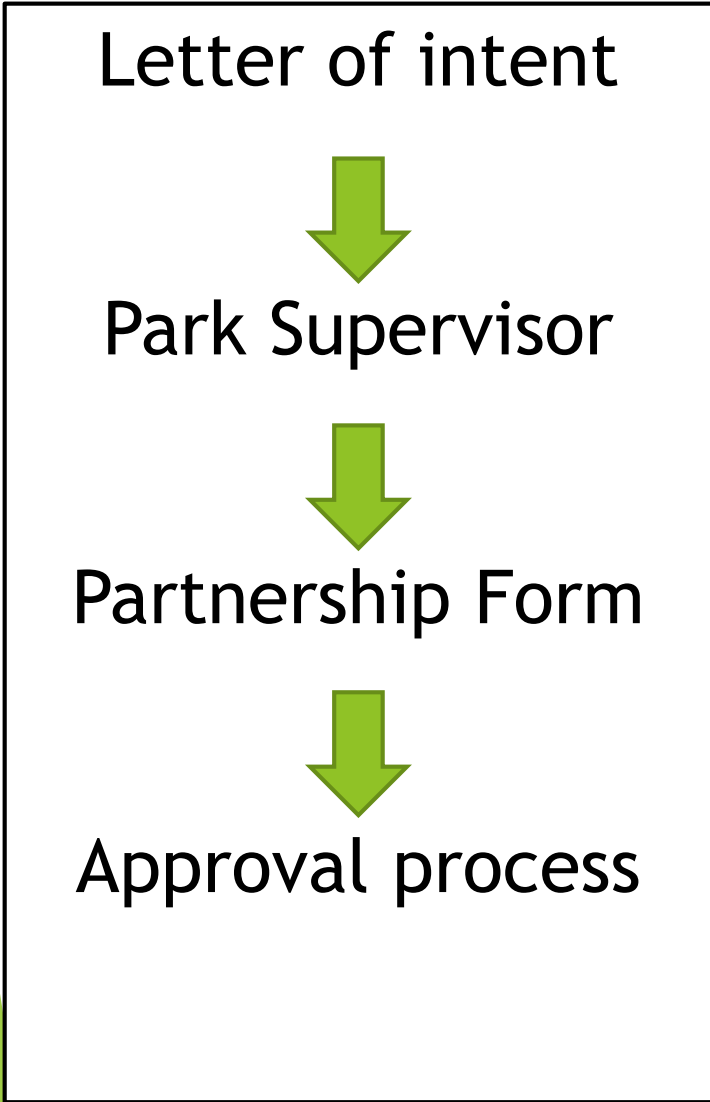 Letter of intent
Park Supervisor
Partnership Form
Approval process